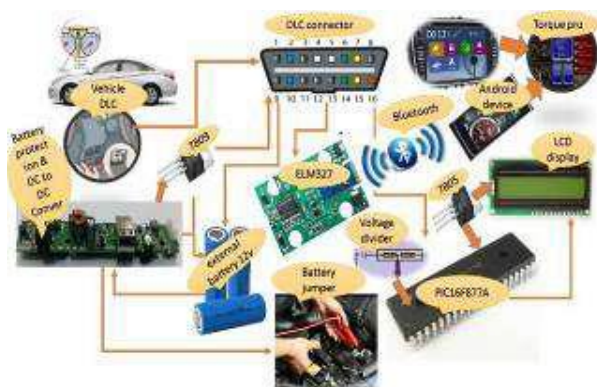 DLC connector
1 2 3 4 5 6 7 8
9 10 11 12 13 14 15 16
Torque pro
Vehicle
DLC
Android
device
Bluetooth
7809
Battery
protect
ion &
DC to
DC
Conver
LCD
display
ELM327
7805
Voltage
divider
external
battery 12v
Battery
jumper
PIC16F877A